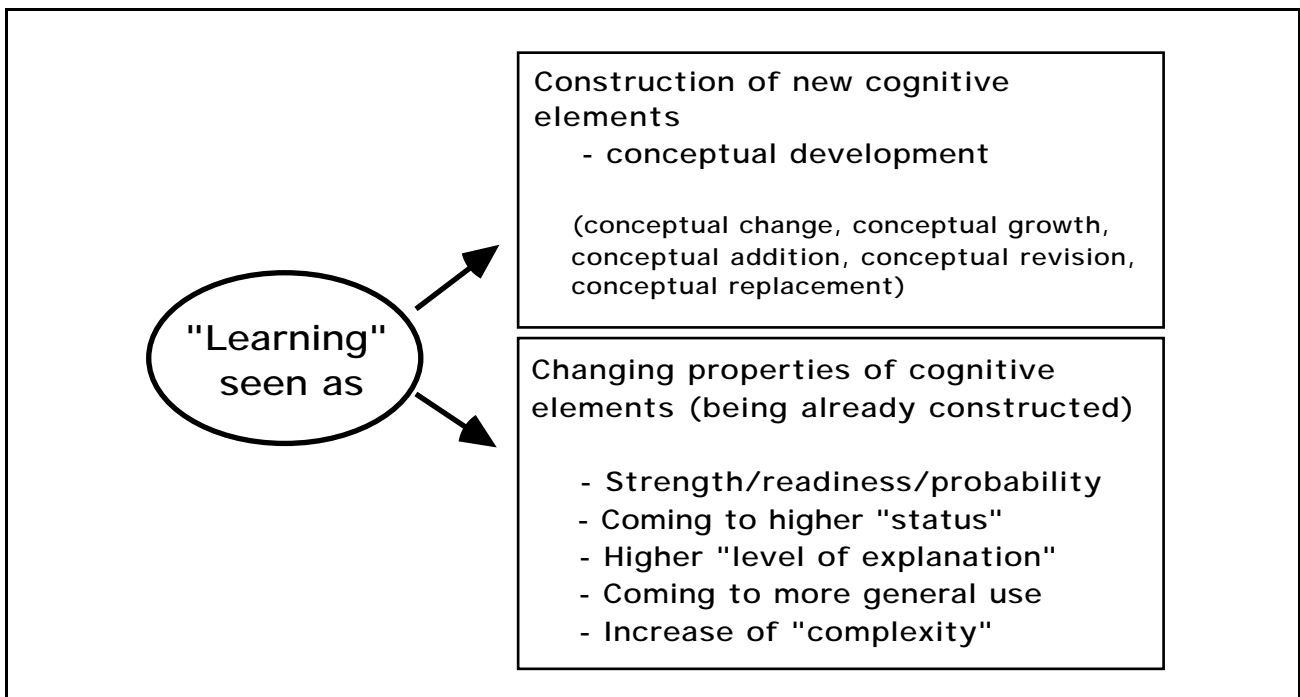 "Learning"
seen as
Construction of new cognitive
elements
- conceptual development
(conceptual change, conceptual growth,
conceptual addition, conceptual revision,
conceptual replacement)
Changing properties of cognitive
elements (being already constructed)
- Strength/readiness/probability
- Coming to higher "status"
- Higher "level of explanation"
- Coming to more general use
- Increase of "complexity"